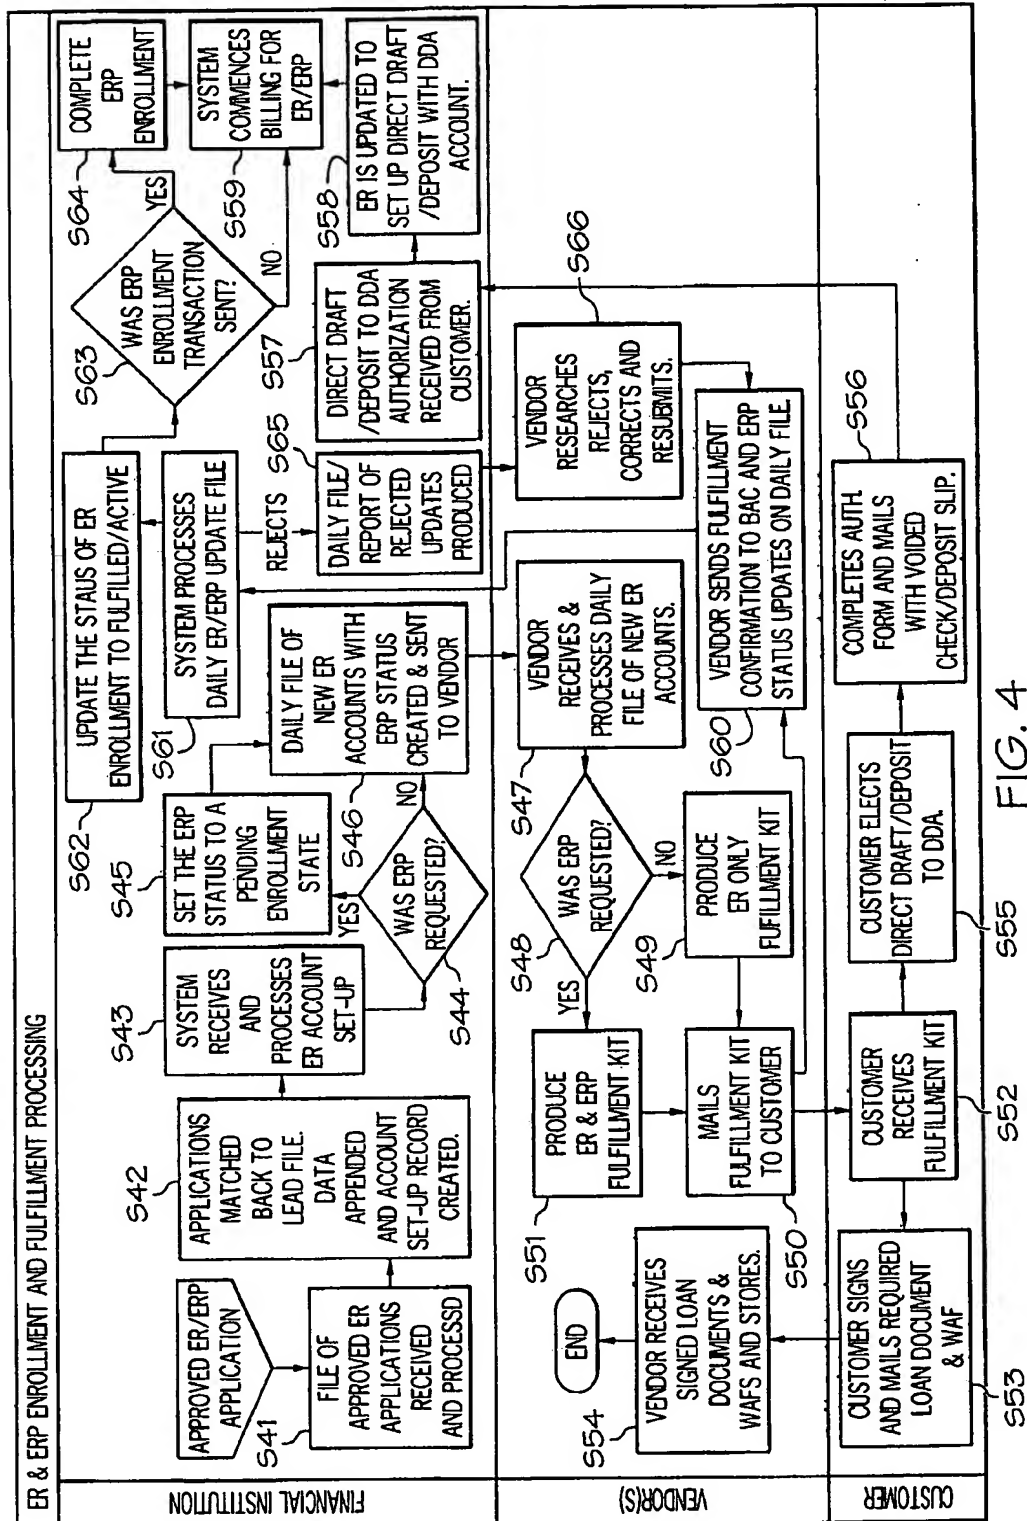 ER & ERP ENROLLMENT AND FULFILLMENT PROCESSING
FINANCIAL INSTITUTION
APPROVED ER/ERP
APPLICATION
S41
FILE OF
APPROVED ER
APPLICATIONS
RECEIVED
AND PROCESSD
S42
APPLICATIONS
MATCHED
BACK TO
LEAD FILE.
DATA
APPENDED
AND ACCOUNT
SET-UP RECORD
CREATED.
S43
SYSTEM
RECEIVES
AND
PROCESSES
ER ACCOUNT
SET-UP
S44
WAS ERP
REQUESTED?
YES
NO
S45
SET THE ERP
STATUS TO A
PENDING
ENROLLMENT
STATE
S46
DAILY FILE OF
NEW ER
ACCOUNTS WITH
ERP STATUS
CREATED & SENT
TO VENDOR
S62
UPDATE THE STAUS OF ER
ENROLLMENT TO FULFILLED/ACTIVE
S61
SYSTEM PROCESSES
DAILY ER/ERP UPDATE FILE
REJECTS
S65
DAILY FILE/
REPORT OF
REJECTED
UPDATES
PRODUCED
S63
WAS ERP
ENROLLMENT
TRANSACTION
SENT?
YES
NO
S64
COMPLETE
ERP
ENROLLMENT
S59
SYSTEM
COMMENCES
BILLING FOR
ER/ERP
S57
DIRECT DRAFT
/DEPOSIT TO DDA
AUTHORIZATION
RECEIVED FROM
CUSTOMER.
S58
ER IS UPDATED TO
SET UP DIRECT DRAFT
/DEPOSIT WITH DDA
ACCOUNT.
VENDOR(S)
END
S54
VENDOR RECEIVES
SIGNED LOAN
DOCUMENTS &
WAFS AND STORES.
S51
PRODUCE
ER & ERP
FULFILLMENT KIT
S50
MAILS
FULFILLMENT KIT
TO CUSTOMER
S47
VENDOR
RECEIVES &
PROCESSES DAILY
FILE OF NEW ER
ACCOUNTS.
S48
WAS ERP
REQUESTED?
YES
NO
S49
PRODUCE
ER ONLY
FUFILLMENT KIT
S66
VENDOR
RESEARCHES
REJECTS,
CORRECTS AND
RESUBMITS.
S60
VENDOR SENDS FULFILLMENT
CONFIRMATION TO BAC AND ERP
STATUS UPDATES ON DAILY FILE.
CUSTOMER
CUSTOMER SIGNS
AND MAILS REQUIRED
LOAN DOCUMENT
& WAF
S53
CUSTOMER
RECEIVES
FULFILLMENT KIT
S52
CUSTOMER ELECTS
DIRECT DRAFT/DEPOSIT
TO DDA.
S55
COMPLETES AUTH.
FORM AND MAILS
WITH VOIDED
CHECK/DEPOSIT SLIP.
S56
FIG. 4